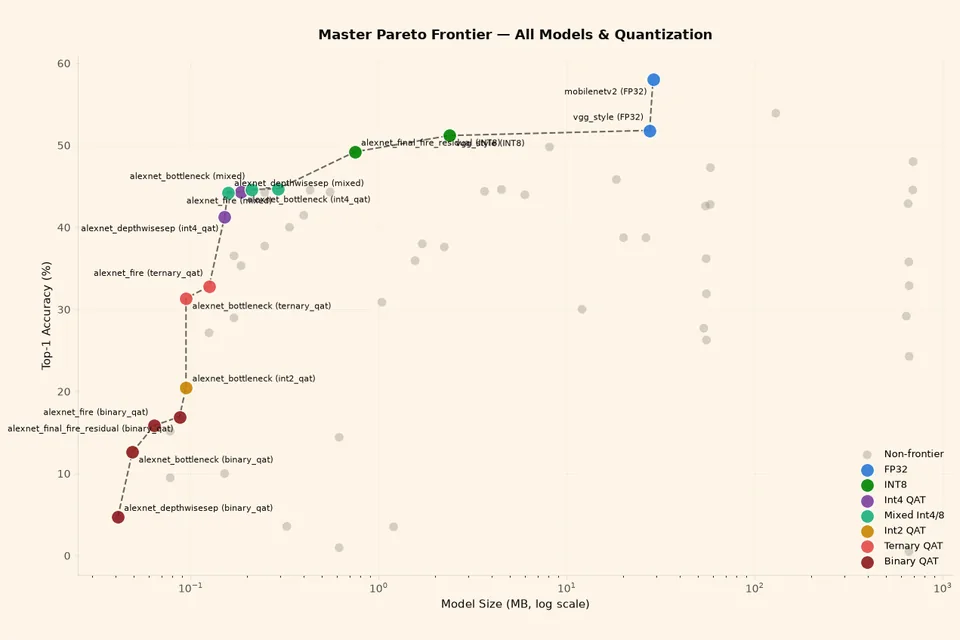 Master Pareto Frontier — All Models & Quantization
60
mobilenetv2 (FP32)
vgg_style (FP32)
50
alexnet_final_fire_residual (INT8)
vgg_style (INT8)
alexnet_bottleneck (mixed)
alexnet_depthwisesep (mixed)
alexnet_fire (mixed)
alexnet_bottleneck (int4_qat)
40
alexnet_depthwisesep (int4_qat)
alexnet_fire (ternary_qat)
30
alexnet_bottleneck (ternary_qat)
Top-1 Accuracy (%)
20
alexnet_bottleneck (int2_qat)
alexnet_fire (binary_qat)
alexnet_final_fire_residual (binary_qat)
10
alexnet_bottleneck (binary_qat)
alexnet_depthwisesep (binary_qat)
0
Non-frontier
FP32
INT8
Int4 QAT
Mixed Int4/8
Int2 QAT
Ternary QAT
Binary QAT
10⁻¹ 10⁰ 10¹ 10² 10³
Model Size (MB, log scale)